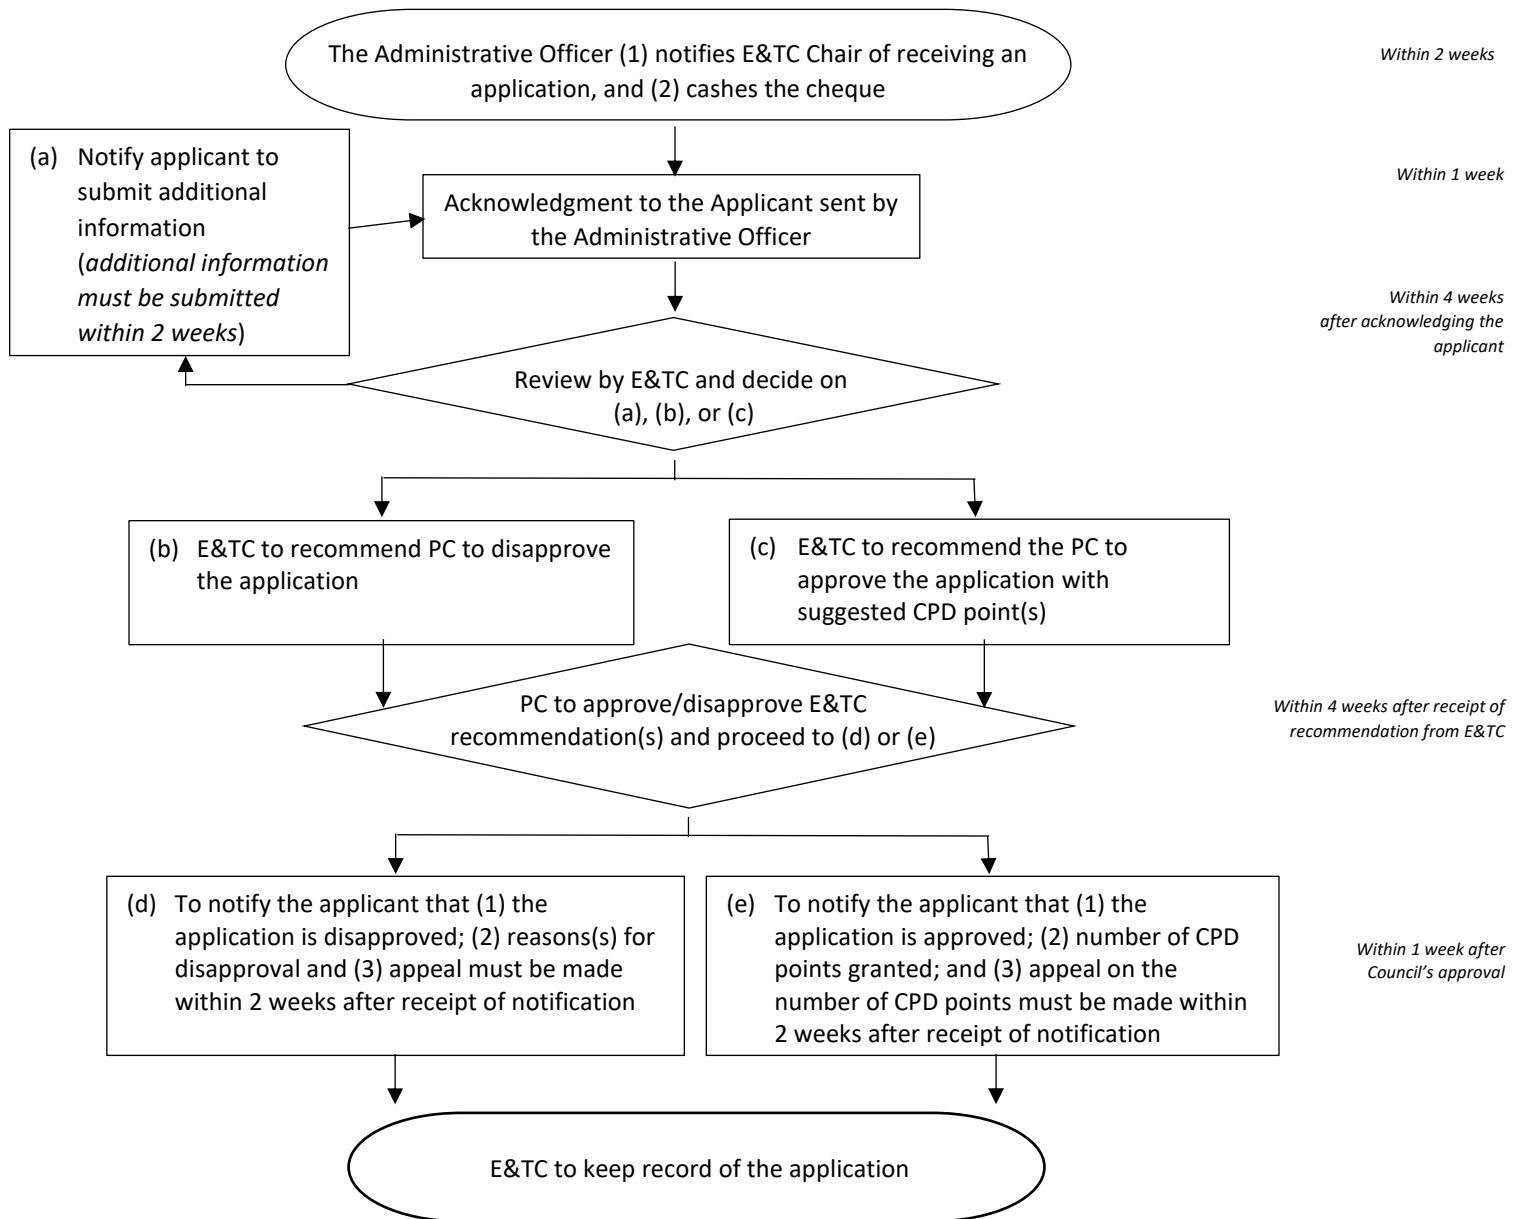 The Administrative Officer (1) notifies E&TC Chair of receiving an
application, and (2) cashes the cheque
Within 2 weeks
(a) Notify applicant to
submit additional
information
(additional information
must be submitted
within 2 weeks)
Acknowledgment to the Applicant sent by
the Administrative Officer
Within 1 week
Within 4 weeks
after acknowledging the
applicant
Review by E&TC and decide on
(a), (b), or (c)
(b) E&TC to recommend PC to disapprove
the application
(c) E&TC to recommend the PC to
approve the application with
suggested CPD point(s)
PC to approve/disapprove E&TC
recommendation(s) and proceed to (d) or (e)
Within 4 weeks after receipt of
recommendation from E&TC
(d) To notify the applicant that (1) the
application is disapproved; (2) reasons(s) for
disapproval and (3) appeal must be made
within 2 weeks after receipt of notification
(e) To notify the applicant that (1) the
application is approved; (2) number of CPD
points granted; and (3) appeal on the
number of CPD points must be made within
2 weeks after receipt of notification
Within 1 week after
Council’s approval
E&TC to keep record of the application